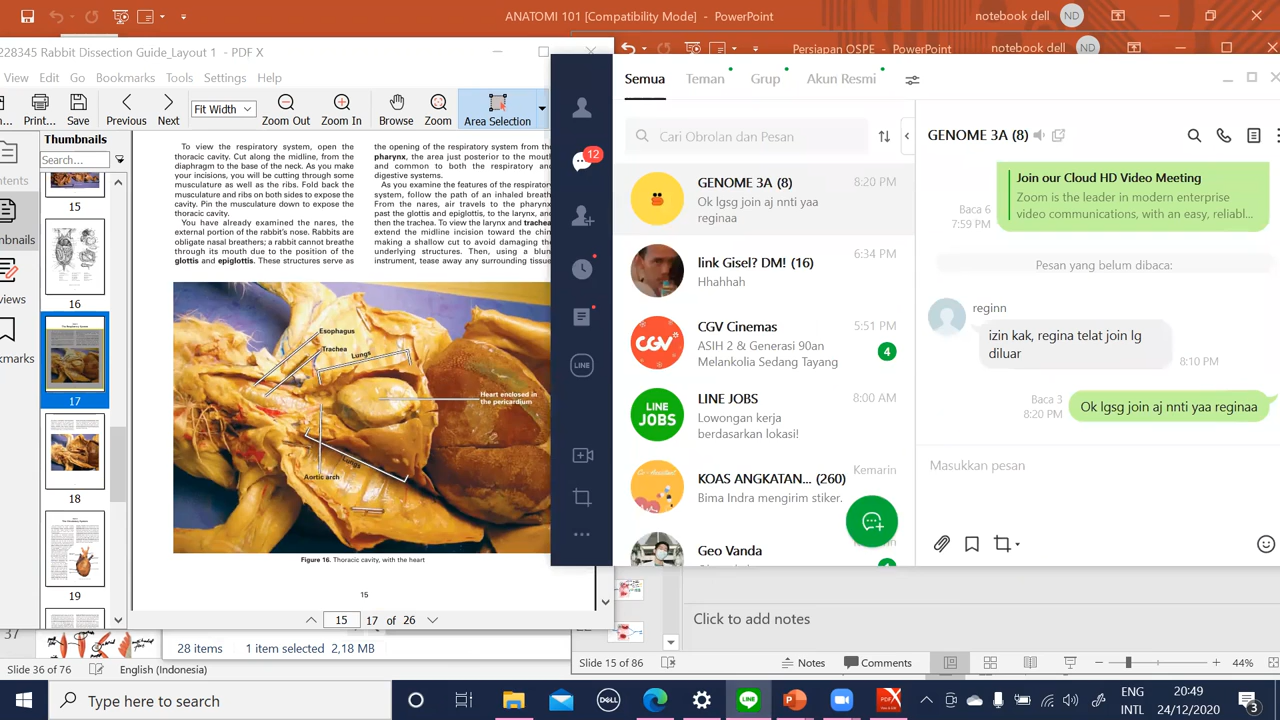 ANATOMI 101 [Compatibility Mode] - PowerPoint
notebook dell
ND
228345 Rabbit Dissection Guide_Layout 1 - PDF X
Persiapan OSPE - PowerPoint
notebook dell
ND
View Edit Go Bookmarks Tools Settings Help
Print... Save Previous Next Fit Width Zoom Out Zoom In Browse Zoom Area Selection
Thumbnails
Search...
15
16
17
18
19
To view the respiratory system, open the
thoracic cavity. Cut along the midline, from the
diaphragm to the base of the neck. As you make
your incisions, you will be cutting through some
musculature as well as the ribs. Fold back the
musculature and ribs on both sides to expose the
cavity. Pin the musculature down to expose the
thoracic cavity.
You have already examined the nares, the
external portion of the rabbit's nose. Rabbits are
obligate nasal breathers; a rabbit cannot breathe
through its mouth due to the position of the
glottis and epiglottis. These structures serve as
the opening of the respiratory system from the
pharynx, the area just posterior to the mouth
and common to both the respiratory and
digestive systems.
As you examine the features of the respiratory
system, follow the path of an inhaled breath
From the nares, air travels to the pharynx
past the glottis and epiglottis, to the larynx, and
then the trachea. To view the larynx and trachea
extend the midline incision toward the chin
making a shallow cut to avoid damaging the
underlying structures. Then, using a blun
instrument, tease away any surrounding tissue
Esophagus
Trachea
Lungs
Heart enclosed in
the pericardium
Aortic arch
Figure 16. Thoracic cavity, with the heart
15
15 17 of 26
37
28 items 1 item selected 2,18 MB
Slide 36 of 76 English (Indonesia)
12
LINE
Semua Teman Grup Akun Resmi
Cari Obrolan dan Pesan
GENOME 3A (8) 8:20 PM
Ok lgsg join aj nnti yaa
reginaa
link Gisel? DM! (16) 6:34 PM
Hhahhah
CGV
CGV Cinemas 5:51 PM
ASIH 2 & Generasi 90an
Melankolia Sedang Tayang
4
LINE
JOBS
LINE JOBS 8:00 AM
Lowongan kerja
berdasarkan lokasi!
KOAS ANGKATAN... (260) Kemarin
Bima Indra mengirim stiker.
Geo Vanda
GENOME 3A (8)
Join our Cloud HD Video Meeting
Zoom is the leader in modern enterprise
video communications, with an easy, reliabl...
Baca 6
7:59 PM
Pesan yang belum dibaca:
reginn
izin kak, regina telat join lg
diluar
8:10 PM
Baca 3
8:20 PM
Ok lgsg join aj nnti yaa reginaa
Masukkan pesan
Click to add notes
Slide 15 of 86 Notes Comments 44%
Type here to search
DELL
ENG
INTL
20:49
24/12/2020
3